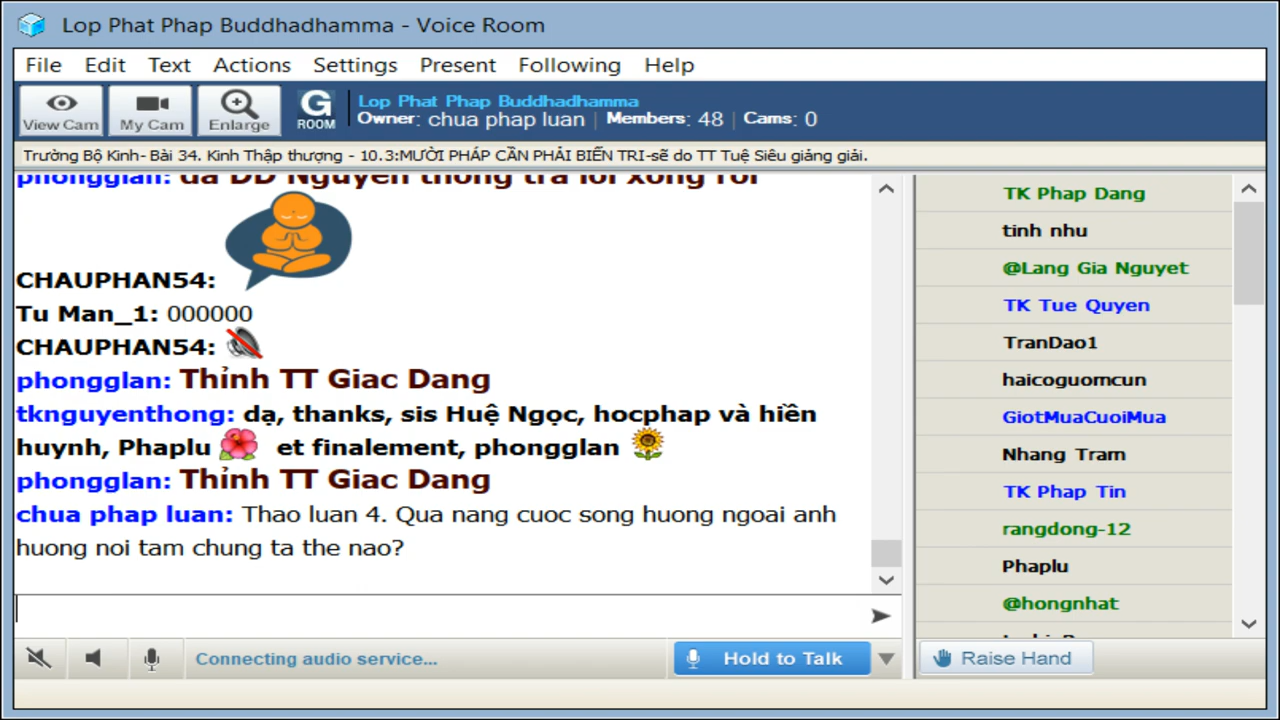 Lop Phat Phap Buddhadhamma - Voice Room
File Edit Text Actions Settings Present Following Help
View Cam My Cam Enlarge G ROOM
Lop Phat Phap Buddhadhamma
Owner: chua phap luan | Members: 48 | Cams: 0
Trường Bộ Kinh- Bài 34. Kinh Thập thượng - 10.3:MƯỜI PHÁP CẦN PHẢI BIẾN TRI-sẽ do TT Tuệ Siêu giảng giải.
phongglan:
CHAUPHAN54:
Tu Man_1: 000000
CHAUPHAN54:
phongglan: Thỉnh TT Giac Dang
tknguyenthong: dạ, thanks, sis Huệ Ngọc, hocphap và hiền
huynh, Phaplu et finalement, phongglan
phongglan: Thỉnh TT Giac Dang
chua phap luan: Thao luan 4. Qua nang cuoc song huong ngoai anh
huong noi tam chung ta the nao?
TK Phap Dang
tinh nhu
@Lang Gia Nguyet
TK Tue Quyen
TranDao1
haicoguomcun
GiotMuaCuoiMua
Nhang Tram
TK Phap Tin
rangdong-12
Phaplu
@hongnhat
Connecting audio service...
Hold to Talk
Raise Hand